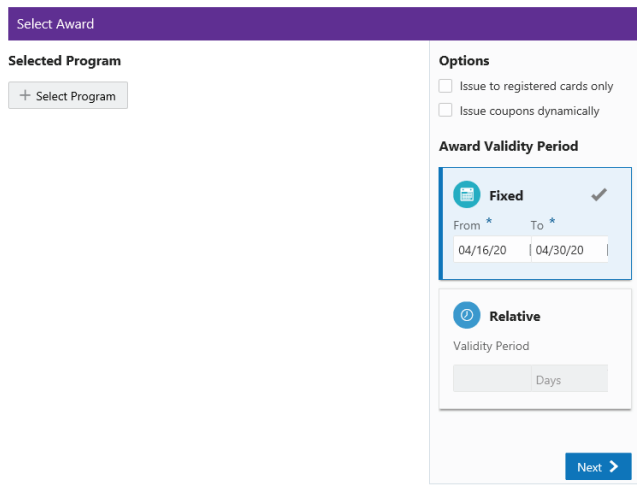 Select Award
Selected Program
Select Program
Options
Issue to registered cards only
Issue coupons dynamically
Award Validity Period
Fixed
From * To *
04/16/20 04/30/20
Relative
Validity Period
Days
Next